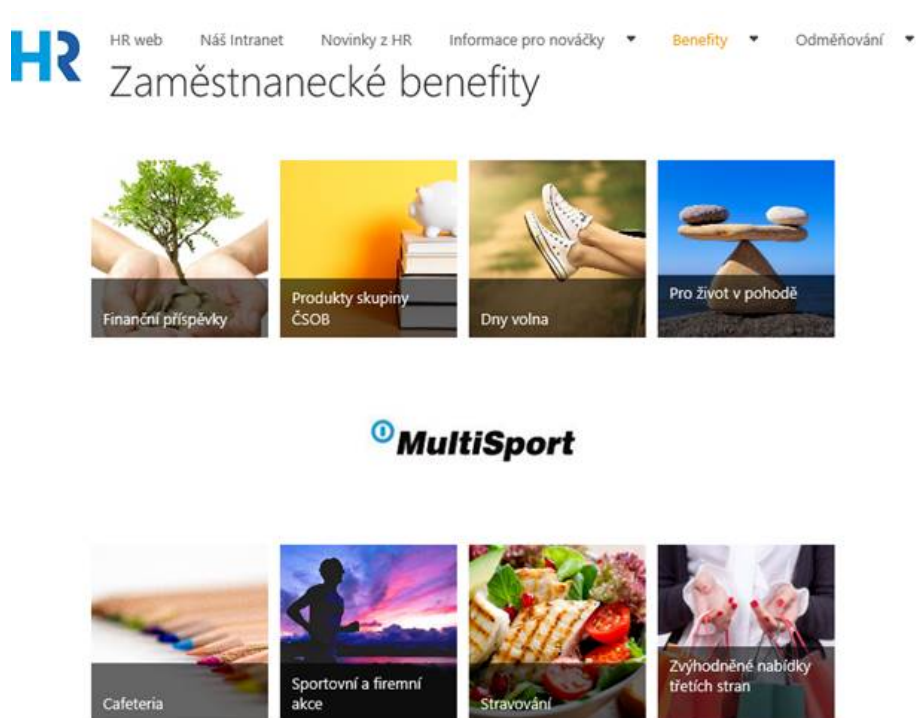 HR
HR web Náš Intranet Novinky z HR Informace pro nováčky Benefity Odměňování
Zaměstnanecké benefity
Finanční příspěvky
Produkty skupiny
ČSOB
Dny volna
Pro život v pohodě
MultiSport
Cafeteria
Sportovní a firemní
akce
Stravování
Zvýhodněné nabídky
třetích stran